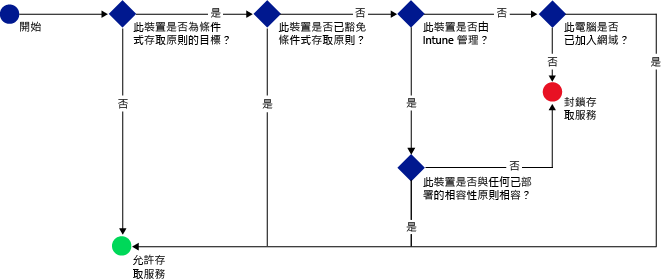 開始
是
此裝置是否為條件
式存取原則的目標？
否
此裝置是否已豁免
條件式存取原則？
否
此裝置是否由
Intune 管理？
此電腦是否
已加入網域？
否
是
封鎖存
取服務
否
是
是
否
此裝置是否與任何已部
署的相容性原則相容？
是
允許存
取服務